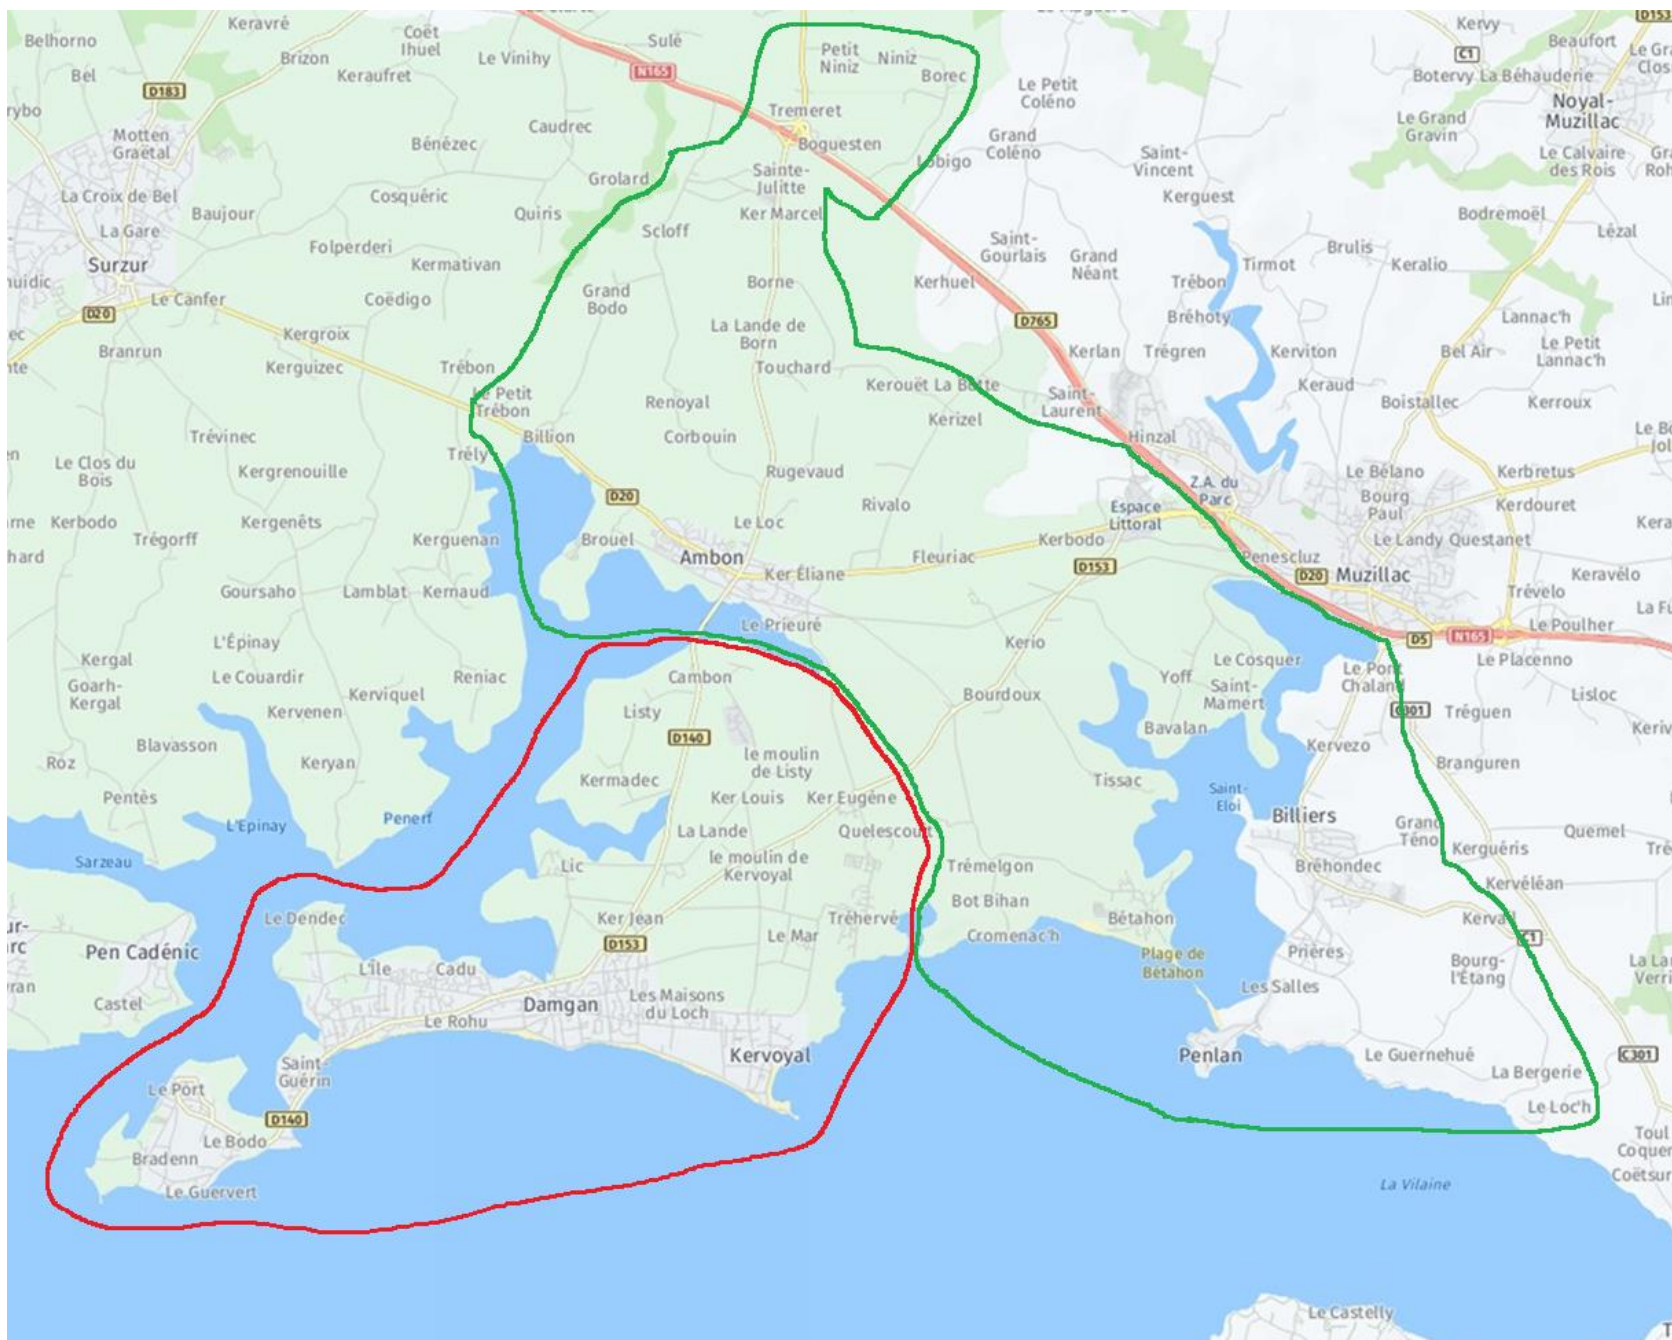 Keravré
Coët
Ihuel
Sulé
Petit
Niniz
Niniz
Kervy
D153
Belhorno
Brizon
Le Vinihy
C1
Beaufort
Bel
Keraufret
N165
Borec
Botervy
La Béhauderie
D183
Le Petit
Coléno
Noyal-
Muzillac
Tremeret
Motten
Graëtal
Caudrec
Bénézec
Boguesten
Grand
Coléno
Le Grand
Gravin
Lobigo
Saint-
Vincent
Le Calvaire
des Rois
Grolard
Sainte-
Julitte
La Croix de Bel
Cosquéric
Kerguest
Baujour
Quiris
Ker Marcel
Bodremoël
La Gare
Scloff
Lézal
Folperderi
Saint-
Gourlais
Grand
Néant
Brulis
Surzur
Kermativan
Tirmot
Keralio
Le Canfer
Coëdigo
Grand
Bodo
Borne
Kerhuel
Trébon
D20
Kergroix
La Lande de
Born
D765
Bréhoty
Lannac'h
Branrun
Kerguizec
Trébon
Touchard
Kerlan
Trégren
Kerviton
Bel Air
Le Petit
Lannac'h
Le Petit
Trébon
Renoyal
Kerouët
La Botte
Saint-
Laurent
Keraud
Boistallec
Kerroux
Kerizel
Trévinec
Billion
Corbouin
Hinzal
Trély
Le Clos du
Bois
Kergrenouille
Rugevaud
Z.A. du
Parc
Le Bélano
Kerbretus
D20
Rivalo
Espace
Littoral
Bourg
Paul
Kerdouret
Kerbodo
Kergenêts
Le Loc
Trégorff
Kerguenan
Brouel
Ambon
Fleuriac
Kerbodo
Le Landy
Questanet
Penescluz
Ker Éliane
D153
D20
Muzillac
Keravélo
Goursaho
Lamblat
Kernaud
Trévelo
Le Prieuré
Le Poulher
L'Épinay
Kerio
D5
N165
Kergal
Le Couardir
Reniac
Cambon
Le Cosquer
Le Pont
Chaland
Le Placenno
Goarh-
Kergal
Kerviquel
Yoff
Saint-
Mamert
Bourdoux
Lisloc
Kervenen
Listy
C301
Tréguen
D140
Bavalan
Blavasson
Kervezo
Roz
Keryan
le moulin
de Listy
Branguren
Kermadec
Tissac
Pentès
Ker Louis
Ker Eugéne
Saint-
Eloi
L'Epinay
Penerf
Billiers
La Lande
Quelescourt
Grand
Téno
Quemel
Sarzeau
Lic
le moulin de
Kervoyal
Trémelgon
Bréhondec
Kerguéris
Kervéléan
Le Dendec
Ker Jean
Tréhervé
Bot Bihan
Bétahon
D153
Le Mar
Cromenac'h
C1
Pen Cadénic
L'Île
Cadu
Plage de
Bétahon
Prières
Bourg-
l'Étang
Castel
Damgan
Les Maisons
du Loch
Les Salles
Le Rohu
Saint-
Guérin
Kervoyal
Penlan
Le Guernehué
C301
Le Port
La Bergerie
D140
Le Loc'h
Le Bodo
Bradenn
Le Guervert
La Vilaine
Le Castelly